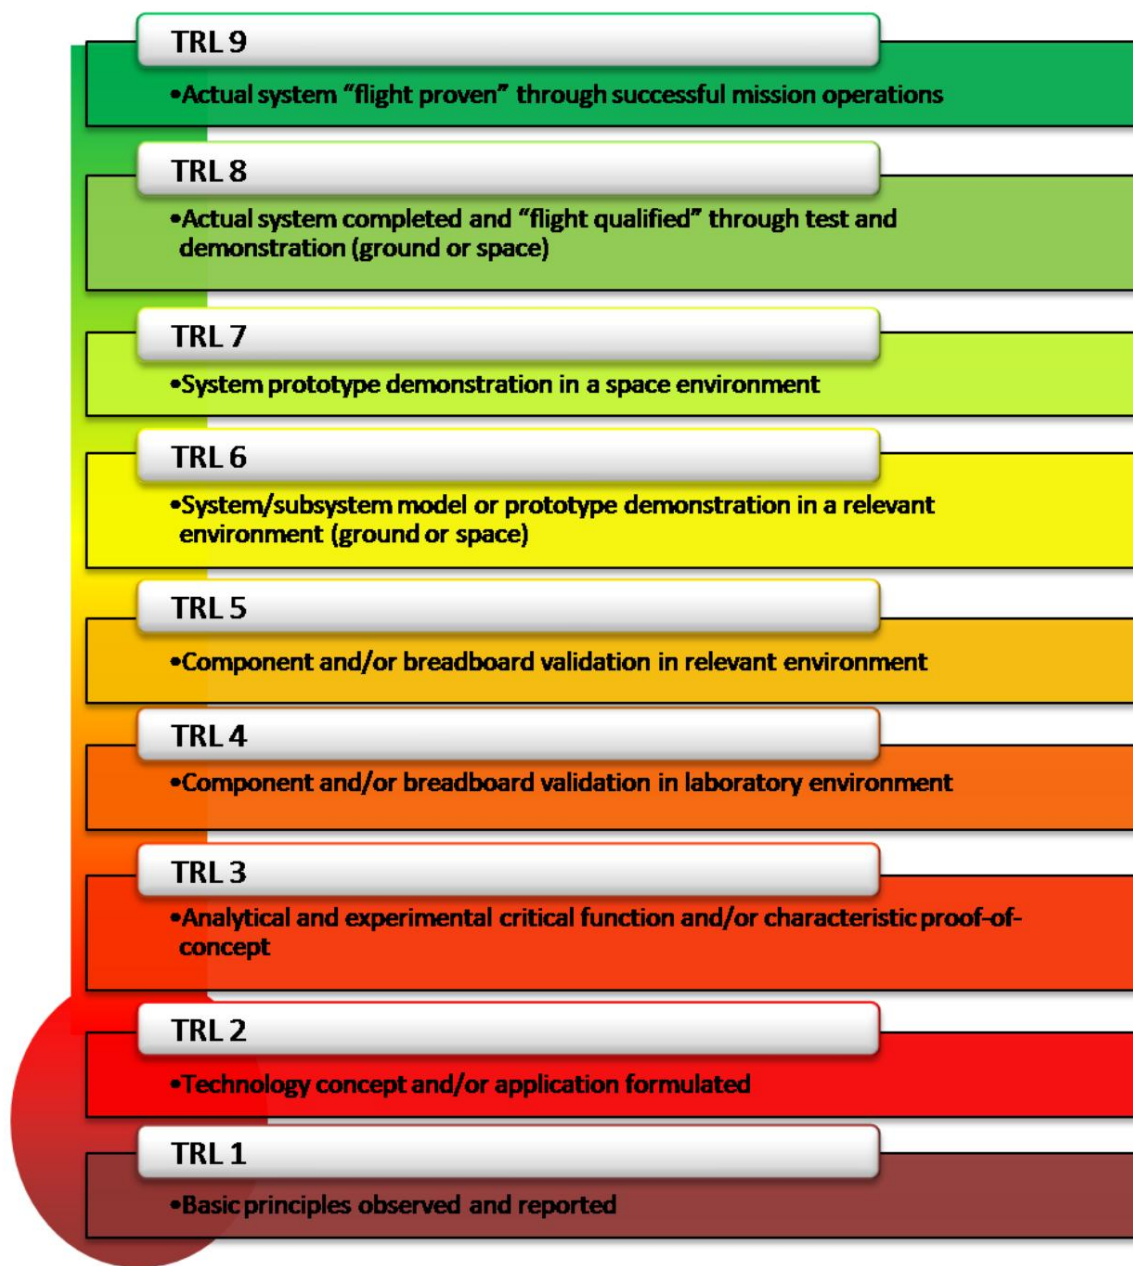 TRL 9
•Actual system “flight proven” through successful mission operations
TRL 8
•Actual system completed and “flight qualified” through test and
demonstration (ground or space)
TRL 7
•System prototype demonstration in a space environment
TRL 6
•System/subsystem model or prototype demonstration in a relevant
environment (ground or space)
TRL 5
•Component and/or breadboard validation in relevant environment
TRL 4
•Component and/or breadboard validation in laboratory environment
TRL 3
•Analytical and experimental critical function and/or characteristic proof-of-
concept
TRL 2
•Technology concept and/or application formulated
TRL 1
•Basic principles observed and reported